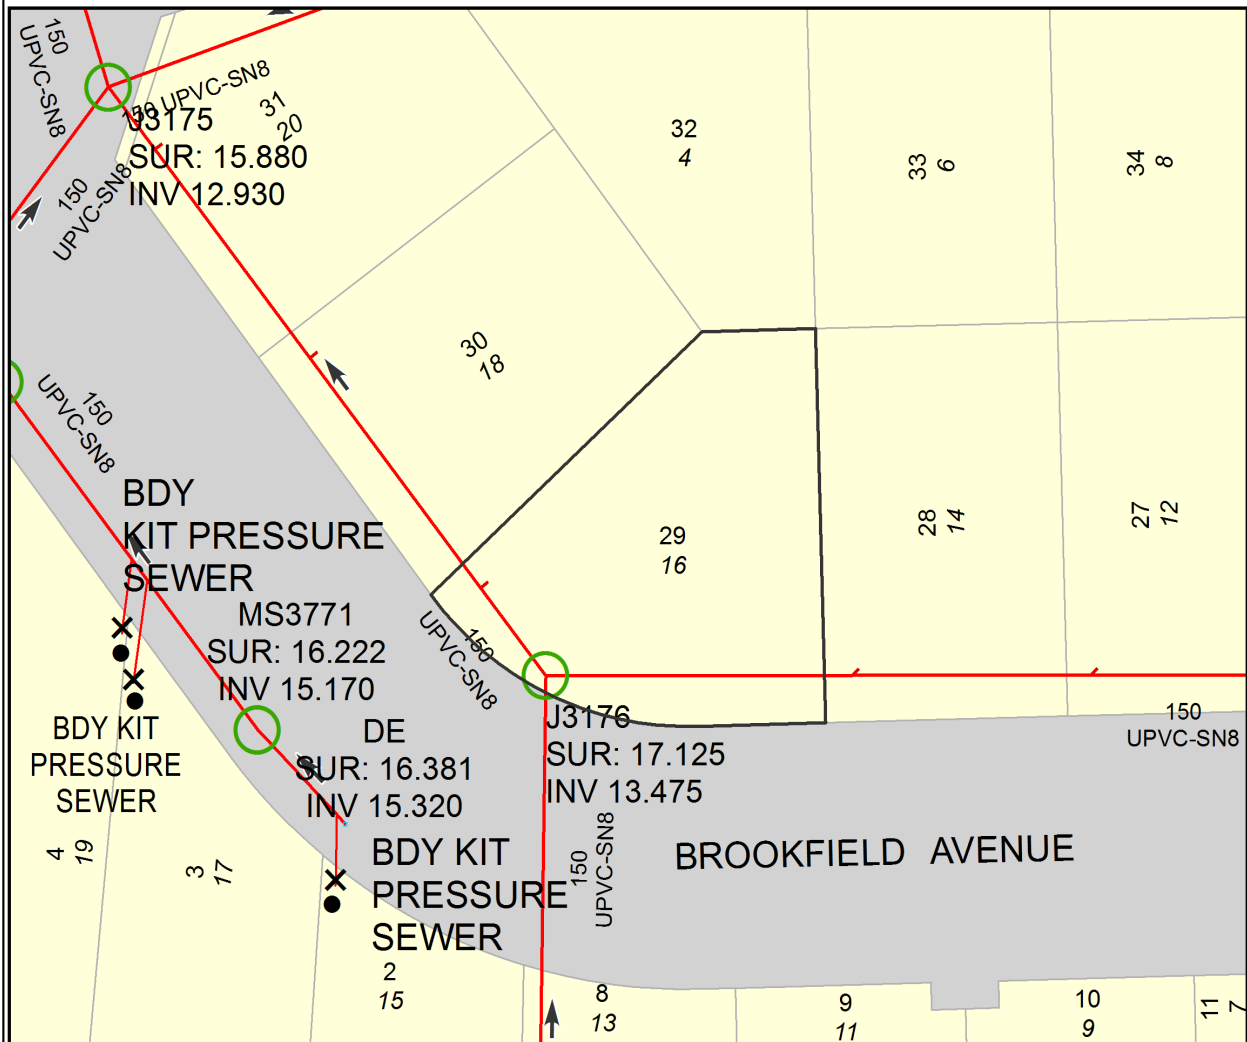 150
UPVC-SN8
150 UPVC-SN8
J3175
SUR: 15.880
INV 12.930
31
20
150
UPVC-SN8
32
4
33
6
34
8
30
18
150
UPVC-SN8
BDY
KIT PRESSURE
SEWER
29
16
28
14
27
12
MS3771
SUR: 16.222
INV 15.170
150
UPVC-SN8
BDY KIT
PRESSURE
SEWER
DE
SUR: 16.381
INV 15.320
J3176
SUR: 17.125
INV 13.475
150
UPVC-SN8
4
19
3
17
BDY KIT
PRESSURE
SEWER
150
UPVC-SN8
BROOKFIELD AVENUE
2
15
8
13
9
11
10
9
11
7